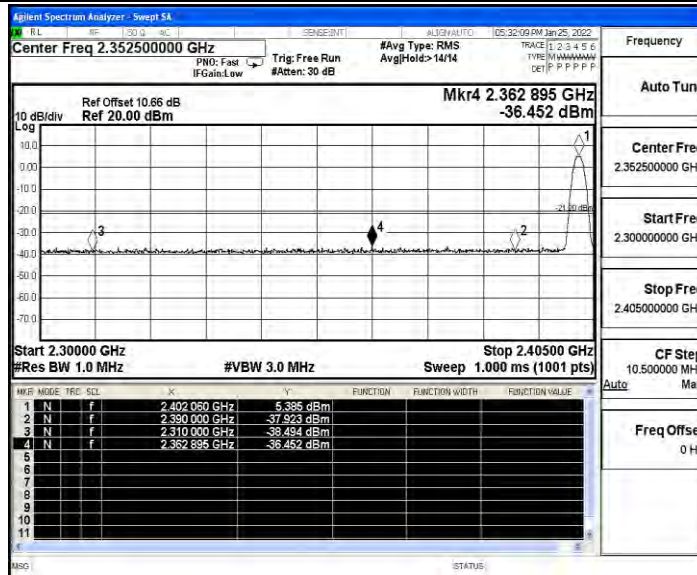 Agilent Spectrum Analyzer - Swept SA
RL RF 50 Ω AC SENSE:INT ALIGNAUTO 05:32:09 PM Jan 25, 2022
Center Freq 2.352500000 GHz
PNO: Fast
IFGain:Low
Trig: Free Run
#Atten: 30 dB
#Avg Type: RMS
Avg|Hold:>14/14
TRACE 1 2 3 4 5 6
TYPE M W W W W W
DET P P P P P P
Mkr4 2.362 895 GHz
-36.452 dBm
Ref Offset 10.66 dB
10 dB/div Ref 20.00 dBm
Log
10.0
0.00
-10.0
-20.0
-30.0
-40.0
-50.0
-60.0
-70.0
1
-21.20 dBm
3
4
2
Start 2.30000 GHz Stop 2.40500 GHz
#Res BW 1.0 MHz #VBW 3.0 MHz Sweep 1.000 ms (1001 pts)
MKR MODE TRC SCL X Y FUNCTION FUNCTION WIDTH FUNCTION VALUE
1 N f 2.402 060 GHz 5.385 dBm
2 N f 2.390 000 GHz -37.923 dBm
3 N f 2.310 000 GHz -38.494 dBm
4 N f 2.362 895 GHz -36.452 dBm
5
6
7
8
9
10
11
MSG STATUS
Frequency
Auto Tun
Center Fre
2.352500000 GH
Start Fre
2.300000000 GH
Stop Fre
2.405000000 GH
CF Step
10.500000 MH
Auto Ma
Freq Offse
0 H